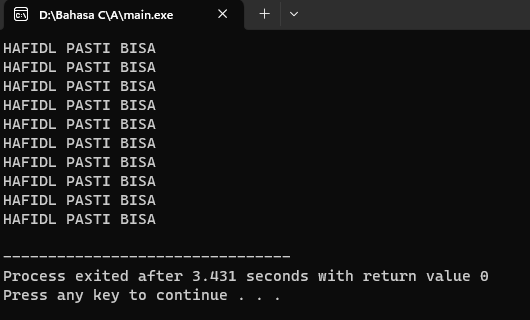 D:\Bahasa C\A\main.exe
HAFIDL PASTI BISA
HAFIDL PASTI BISA
HAFIDL PASTI BISA
HAFIDL PASTI BISA
HAFIDL PASTI BISA
HAFIDL PASTI BISA
HAFIDL PASTI BISA
HAFIDL PASTI BISA
HAFIDL PASTI BISA
HAFIDL PASTI BISA
--------------------------------
Process exited after 3.431 seconds with return value 0
Press any key to continue . . .